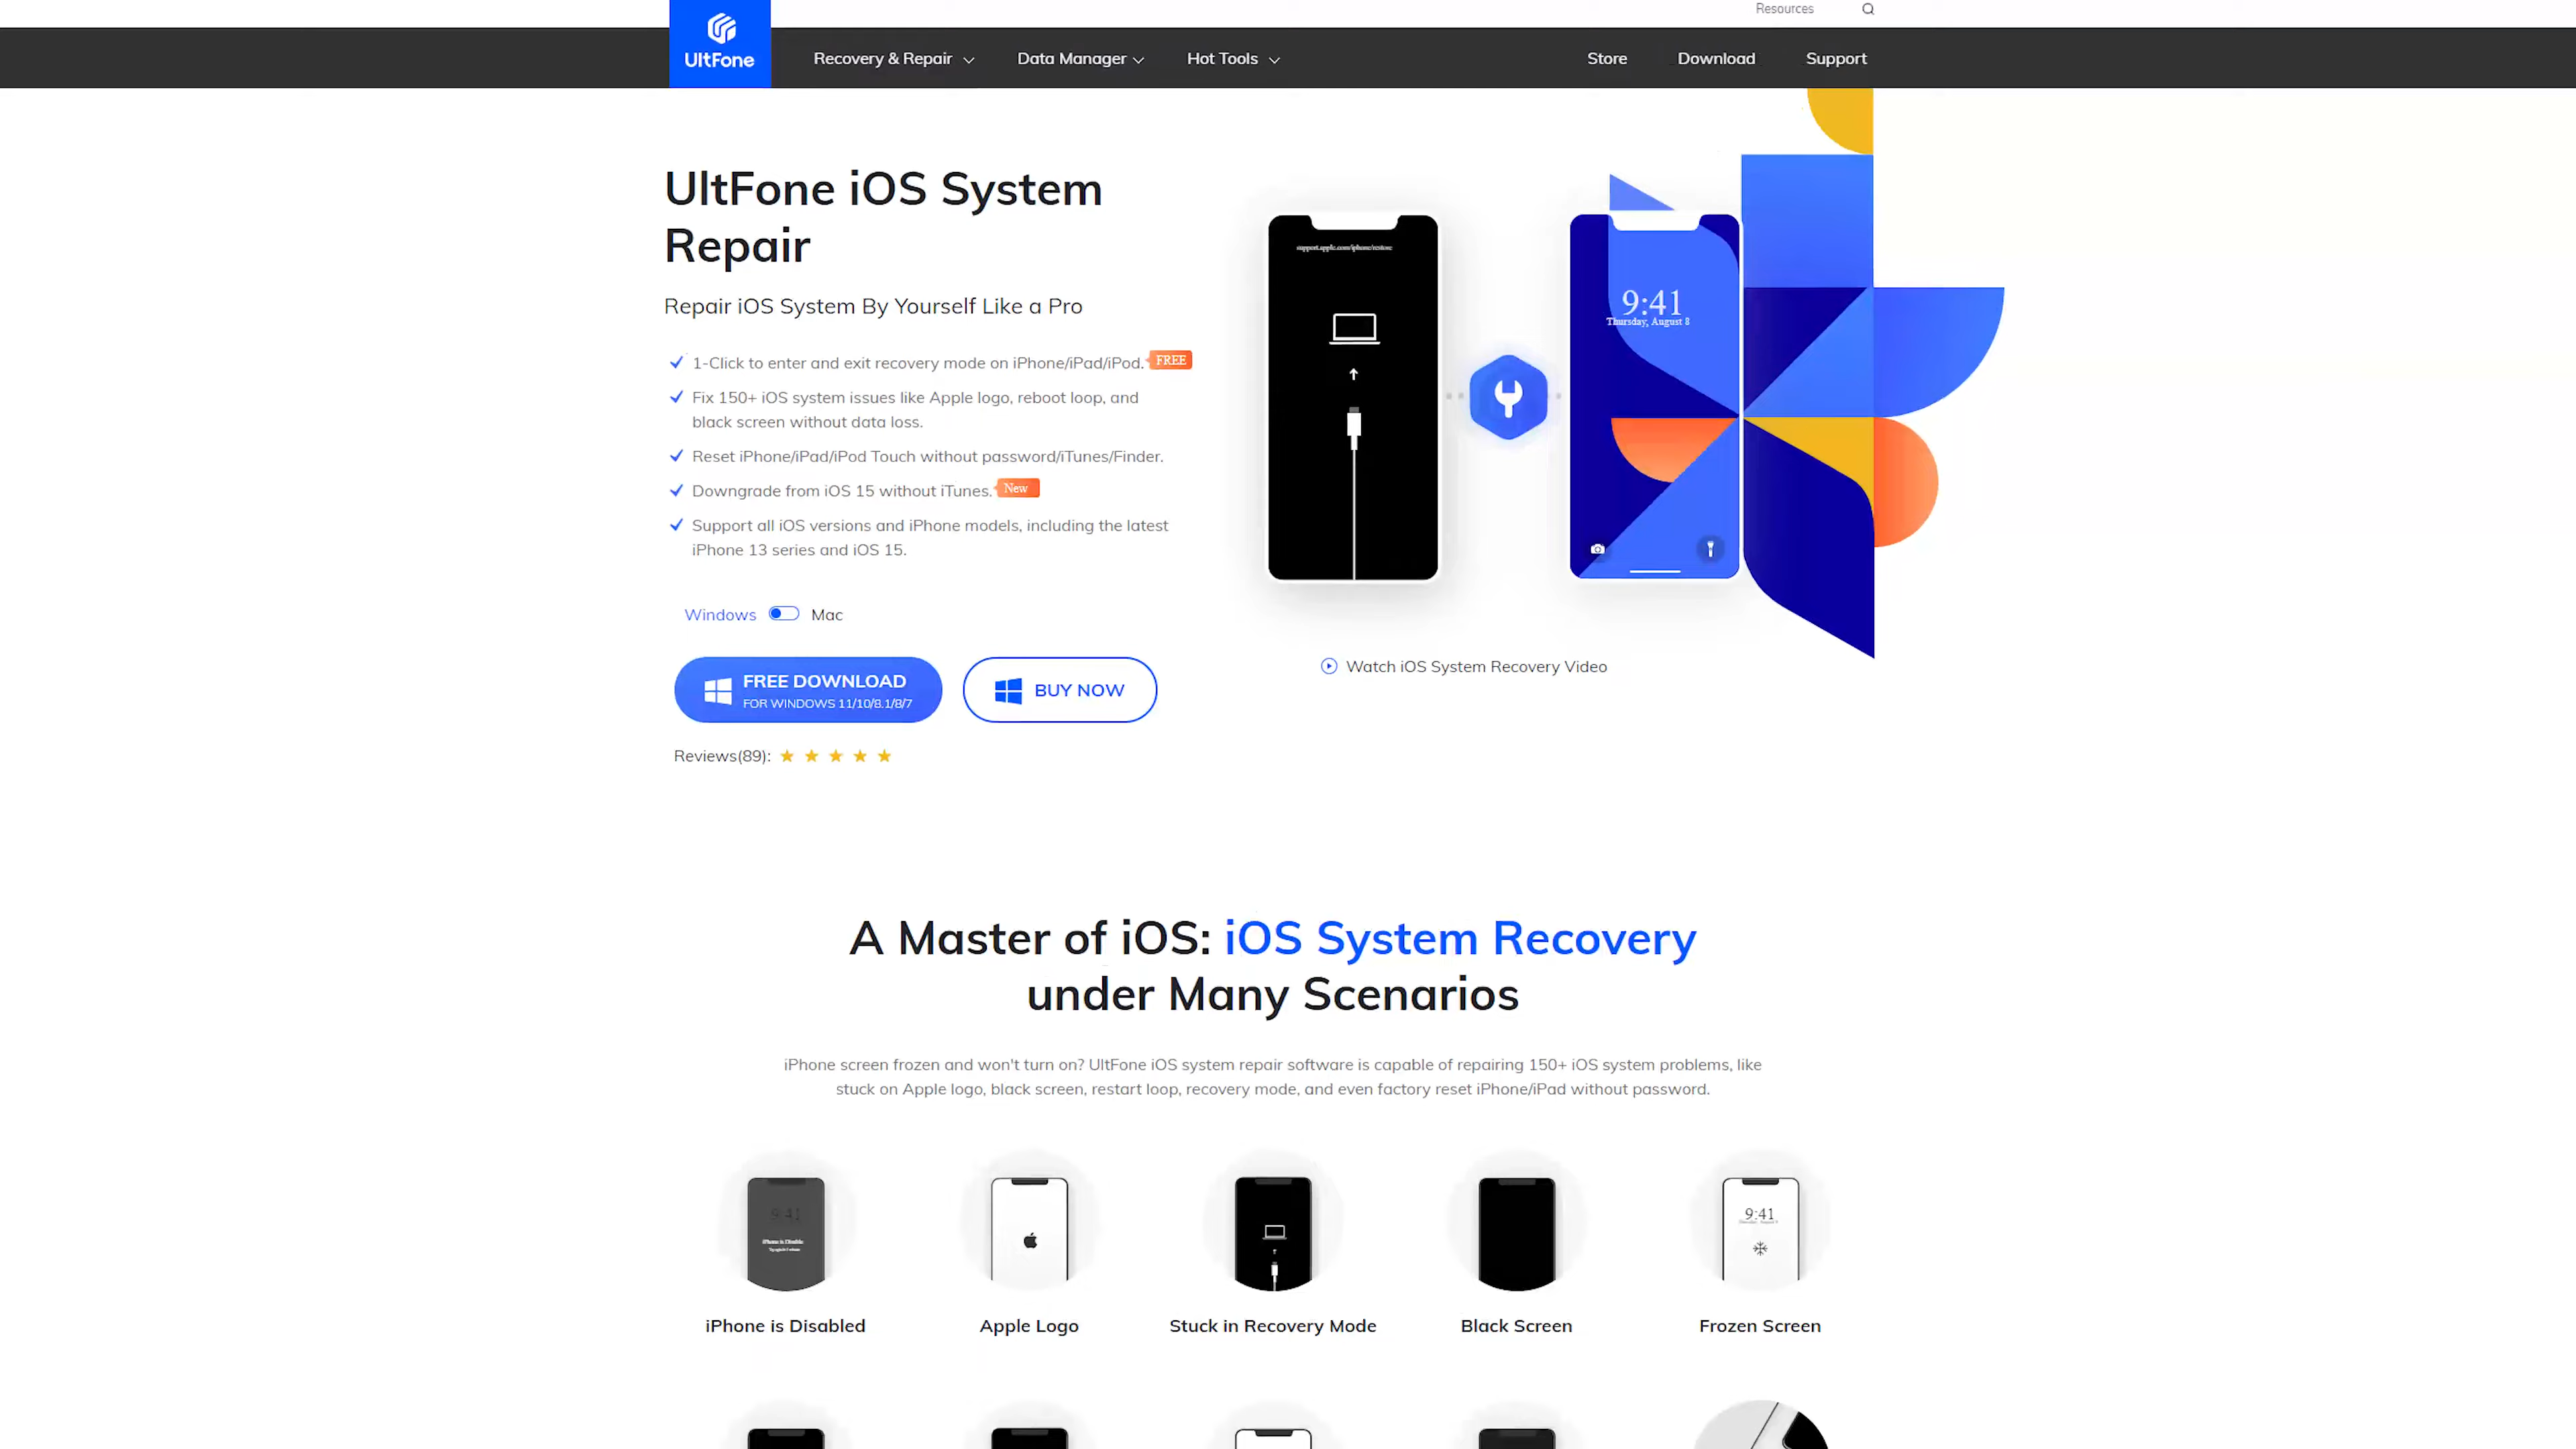 Resources
UltFone
Recovery & Repair
Data Manager
Hot Tools
Store
Download
Support
UltFone iOS System
Repair
Repair iOS System By Yourself Like a Pro
1-Click to enter and exit recovery mode on iPhone/iPad/iPod. FREE
Fix 150+ iOS system issues like Apple logo, reboot loop, and
black screen without data loss.
Reset iPhone/iPad/iPod Touch without password/iTunes/Finder.
Downgrade from iOS 15 without iTunes. New
Support all iOS versions and iPhone models, including the latest
iPhone 13 series and iOS 15.
Windows Mac
FREE DOWNLOAD
FOR WINDOWS 11/10/8.1/8/7
BUY NOW
Reviews(89):
support.apple.com/iphone/restore
9:41
Thursday, August 8
Watch iOS System Recovery Video
A Master of iOS: iOS System Recovery
under Many Scenarios
iPhone screen frozen and won't turn on? UltFone iOS system repair software is capable of repairing 150+ iOS system problems, like
stuck on Apple logo, black screen, restart loop, recovery mode, and even factory reset iPhone/iPad without password.
9:41
iPhone is Disable
9:41
iPhone is Disabled
Apple Logo
Stuck in Recovery Mode
Black Screen
Frozen Screen